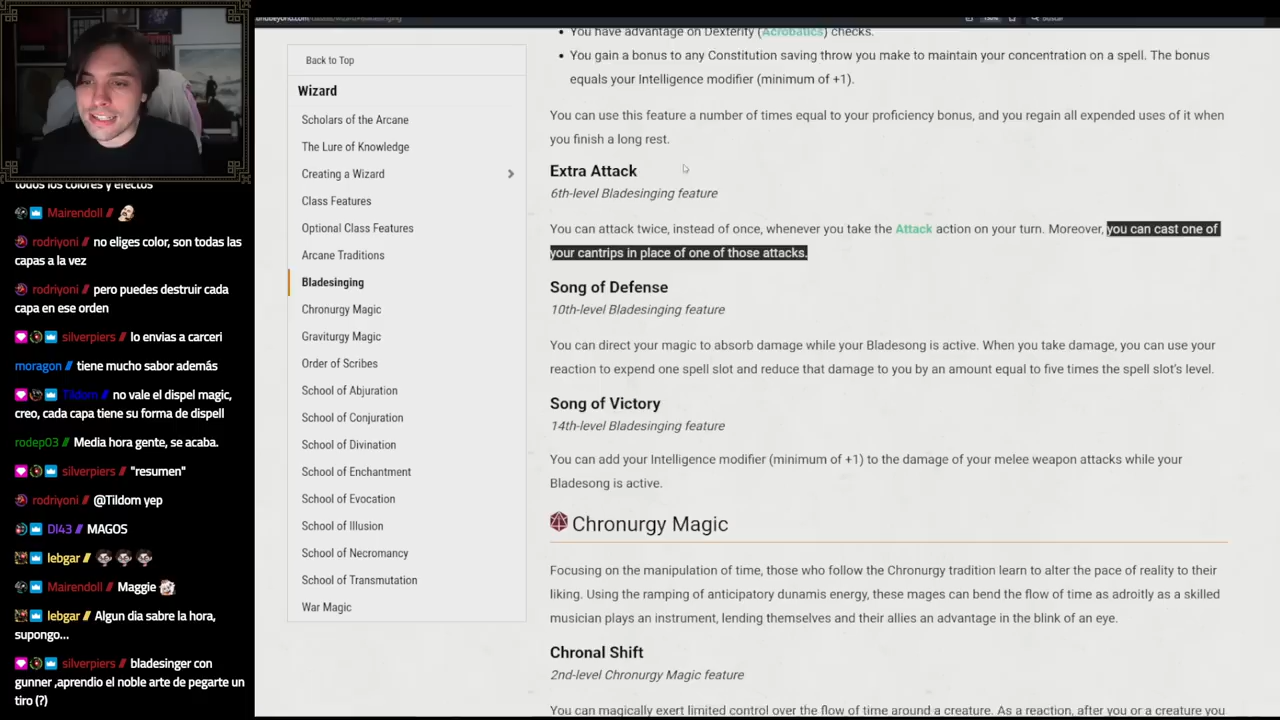 todos los colores y efectos
Mairendoll //
rodriyoni // no eliges color, son todas las
capas a la vez
rodriyoni // pero puedes destruir cada
capa en ese orden
silverpiers // lo envias a carceri
moragon // tiene mucho sabor además
Tildom // no vale el dispel magic,
creo, cada capa tiene su forma de dispell
rodep03 // Media hora gente, se acaba.
silverpiers // "resumen"
rodriyoni // @Tildom yep
Dl43 // MAGOS
lebgar //
Mairendoll // Maggie
lebgar // Algun dia sabre la hora,
supongo...
silverpiers // bladesinger con
gunner ,aprendio el noble arte de pegarte un
tiro (?)
Back to Top
Wizard
Scholars of the Arcane
The Lure of Knowledge
Creating a Wizard
Class Features
Optional Class Features
Arcane Traditions
Bladesinging
Chronurgy Magic
Graviturgy Magic
Order of Scribes
School of Abjuration
School of Conjuration
School of Divination
School of Enchantment
School of Evocation
School of Illusion
School of Necromancy
School of Transmutation
War Magic
• You have advantage on Dexterity (Acrobatics) checks.
• You gain a bonus to any Constitution saving throw you make to maintain your concentration on a spell. The bonus
equals your Intelligence modifier (minimum of +1).
You can use this feature a number of times equal to your proficiency bonus, and you regain all expended uses of it when
you finish a long rest.
Extra Attack
6th-level Bladesinging feature
You can attack twice, instead of once, whenever you take the Attack action on your turn. Moreover, you can cast one of
your cantrips in place of one of those attacks.
Song of Defense
10th-level Bladesinging feature
You can direct your magic to absorb damage while your Bladesong is active. When you take damage, you can use your
reaction to expend one spell slot and reduce that damage to you by an amount equal to five times the spell slot's level.
Song of Victory
14th-level Bladesinging feature
You can add your Intelligence modifier (minimum of +1) to the damage of your melee weapon attacks while your
Bladesong is active.
Chronurgy Magic
Focusing on the manipulation of time, those who follow the Chronurgy tradition learn to alter the pace of reality to their
liking. Using the ramping of anticipatory dunamis energy, these mages can bend the flow of time as adroitly as a skilled
musician plays an instrument, lending themselves and their allies an advantage in the blink of an eye.
Chronal Shift
2nd-level Chronurgy Magic feature
You can magically exert limited control over the flow of time around a creature. As a reaction, after you or a creature you